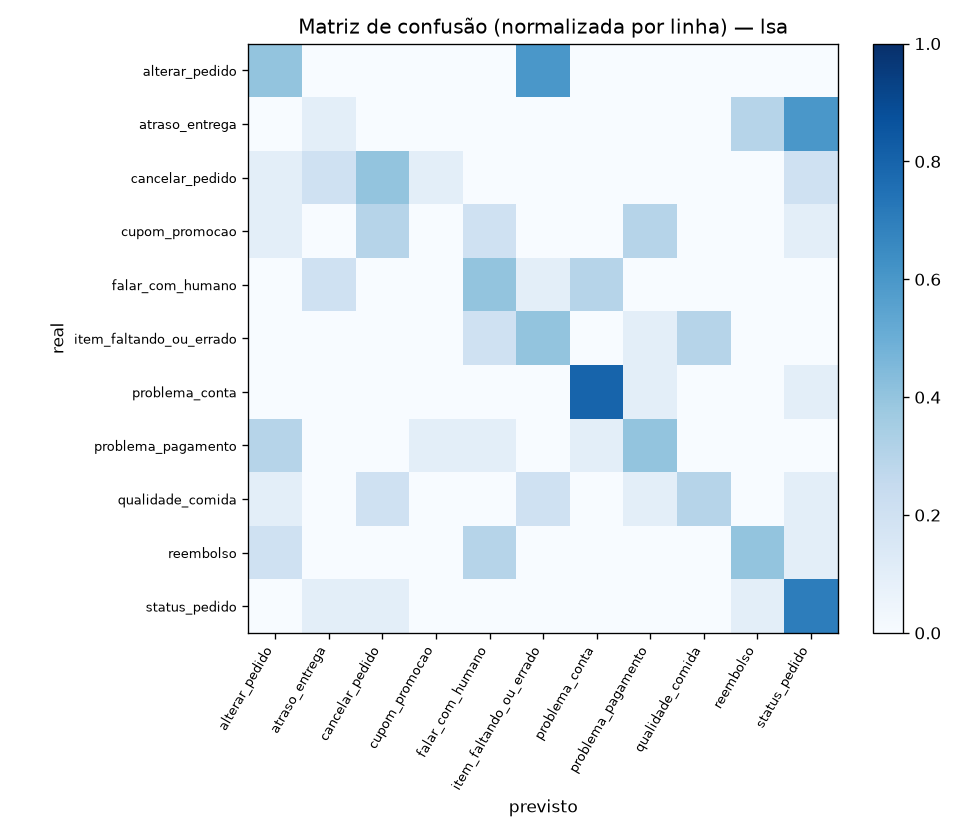 Matriz de confusão (normalizada por linha) — lsa
real
alterar_pedido
atraso_entrega
cancelar_pedido
cupom_promocao
falar_com_humano
item_faltando_ou_errado
problema_conta
problema_pagamento
qualidade_comida
reembolso
status_pedido
alterar_pedido
atraso_entrega
cancelar_pedido
cupom_promocao
falar_com_humano
item_faltando_ou_errado
problema_conta
problema_pagamento
qualidade_comida
reembolso
status_pedido
previsto
1.0
0.8
0.6
0.4
0.2
0.0